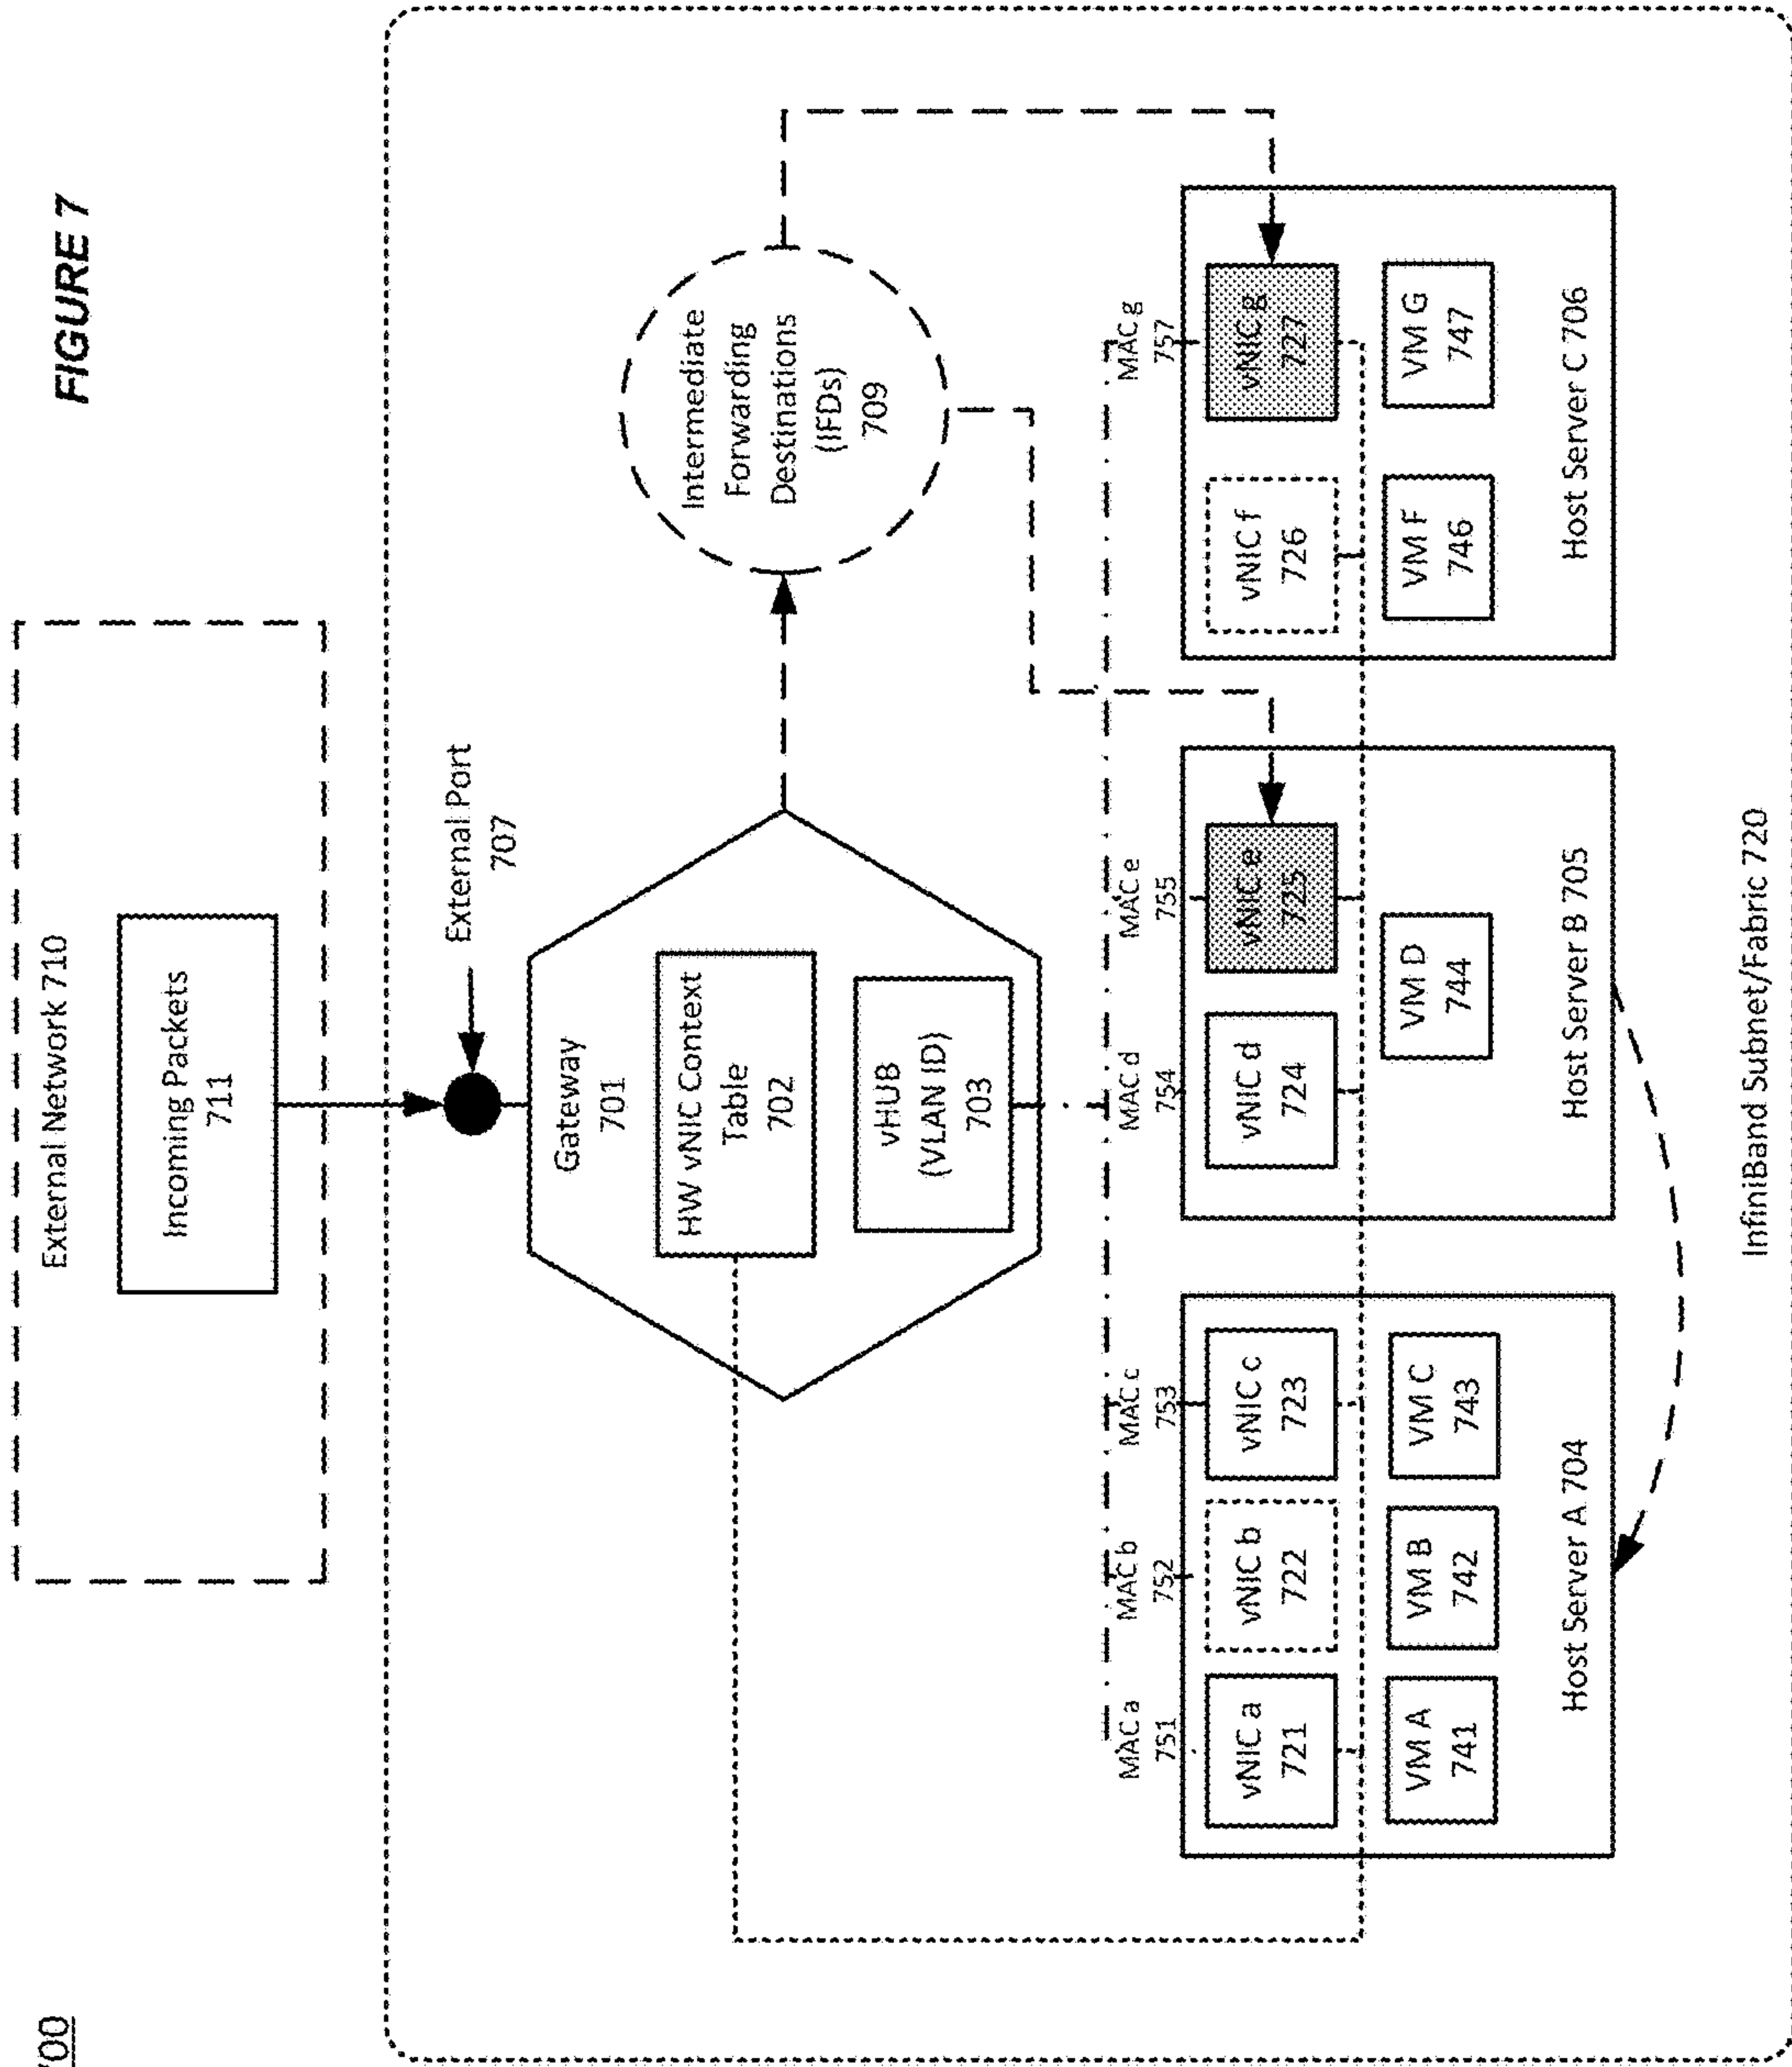 700
FIGURE 7
External Network 710
Incoming Packets
711
External Port
707
Gateway
701
HW vNIC Context
Table
702
vHUB
(VLAN ID)
703
Intermediate
Forwarding
Destinations
(IFDs)
709
MAC a
751
MAC b
752
MAC c
753
MAC d
754
MAC e
755
MAC g
757
vNIC a
721
vNIC b
722
vNIC c
723
vNIC d
724
vNIC e
725
vNIC f
726
vNIC g
727
VM A
741
VM B
742
VM C
743
VM D
744
VM F
746
VM G
747
Host Server A 704
Host Server B 705
Host Server C 706
InfiniBand Subnet/Fabric 720